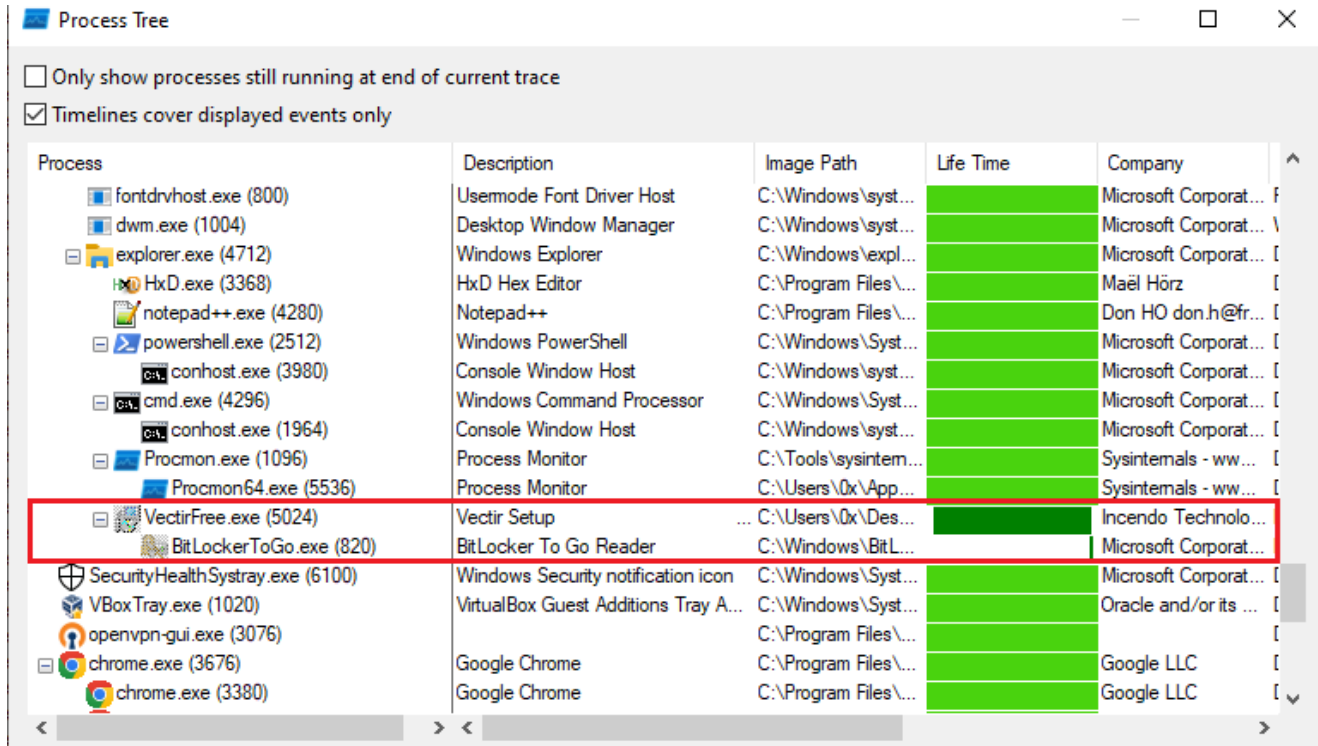 Process Tree
Only show processes still running at end of current trace
Timelines cover displayed events only
Process Description Image Path Life Time Company
fontdrvhost.exe (800) Usermode Font Driver Host C:\Windows\syst... Microsoft Corporat...
dwm.exe (1004) Desktop Window Manager C:\Windows\syst... Microsoft Corporat...
explorer.exe (4712) Windows Explorer C:\Windows\expl... Microsoft Corporat...
HxD.exe (3368) HxD Hex Editor C:\Program Files\... Maël Hörz
notepad++.exe (4280) Notepad++ C:\Program Files\... Don HO don.h@fr...
powershell.exe (2512) Windows PowerShell C:\Windows\Syst... Microsoft Corporat...
conhost.exe (3980) Console Window Host C:\Windows\syst... Microsoft Corporat...
cmd.exe (4296) Windows Command Processor C:\Windows\Syst... Microsoft Corporat...
conhost.exe (1964) Console Window Host C:\Windows\syst... Microsoft Corporat...
Procmon.exe (1096) Process Monitor C:\Tools\sysintern... Sysinternals - ww...
Procmon64.exe (5536) Process Monitor C:\Users\0x\App... Sysinternals - ww...
VectirFree.exe (5024) Vectir Setup ... C:\Users\0x\Des... Incendo Technolo...
BitLockerToGo.exe (820) BitLocker To Go Reader C:\Windows\BitL... Microsoft Corporat...
SecurityHealthSystray.exe (6100) Windows Security notification icon C:\Windows\Syst... Microsoft Corporat...
VBoxTray.exe (1020) VirtualBox Guest Additions Tray A... C:\Windows\Syst... Oracle and/or its ...
openvpn-gui.exe (3076) C:\Program Files\...
chrome.exe (3676) Google Chrome C:\Program Files\... Google LLC
chrome.exe (3380) Google Chrome C:\Program Files\... Google LLC